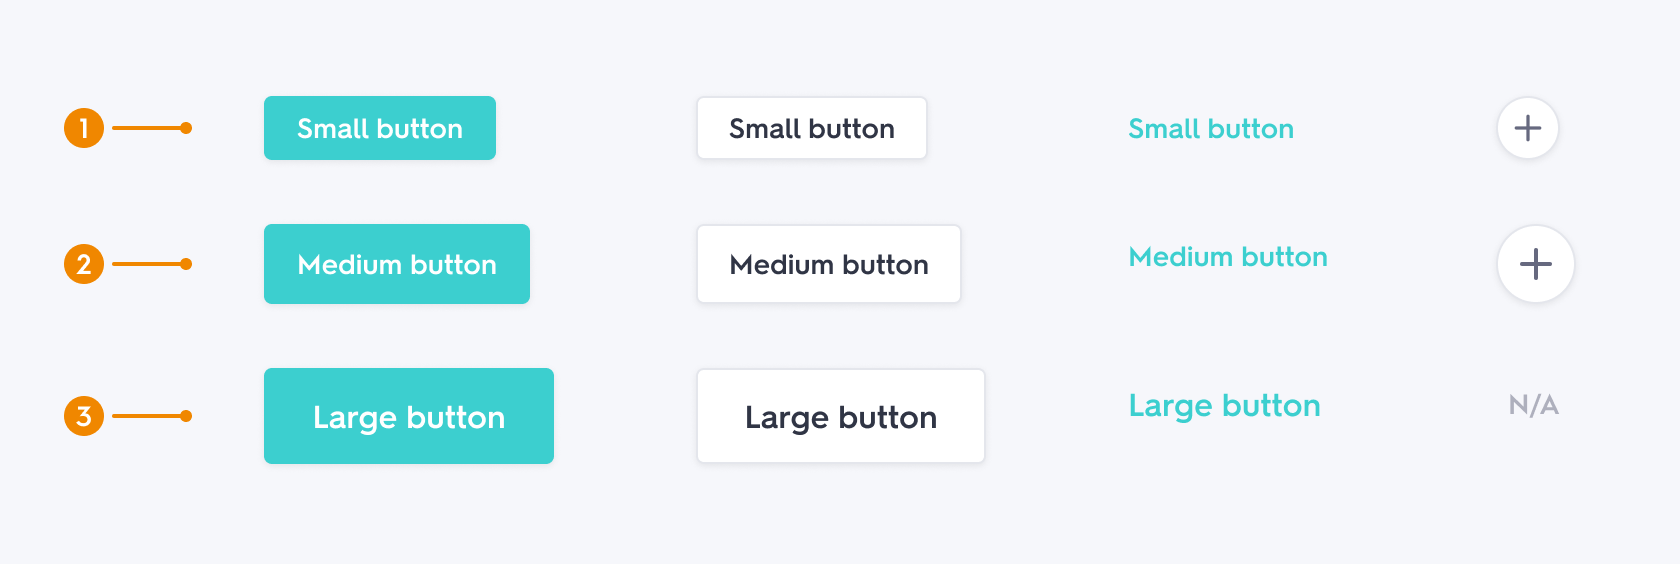 1 Small button Small button Small button +
2 Medium button Medium button Medium button +
3 Large button Large button Large button N/A